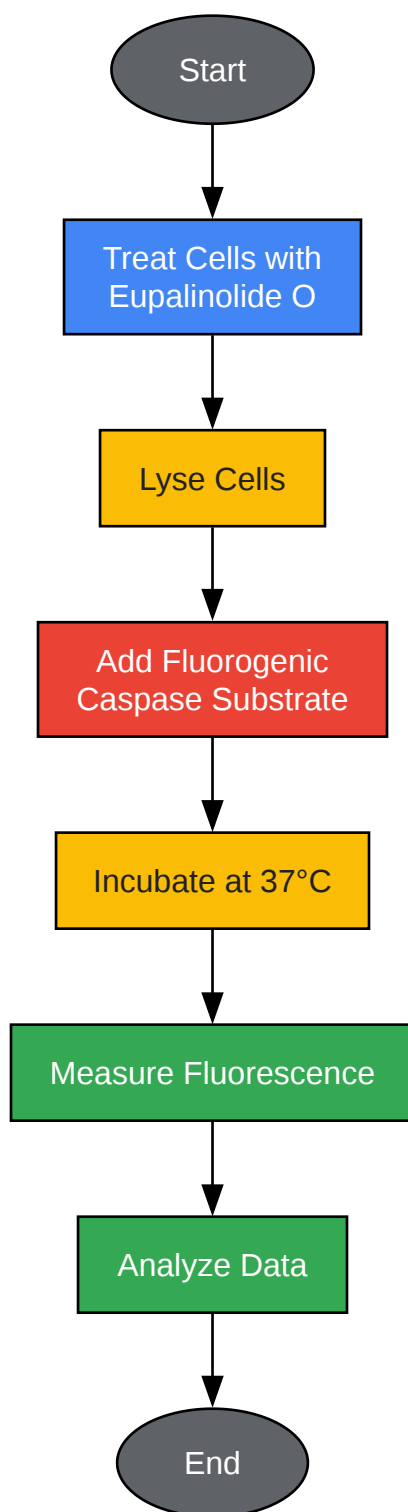 Start
Treat Cells with
Eupalinolide O
Lyse Cells
Add Fluorogenic
Caspase Substrate
Incubate at 37°C
Measure Fluorescence
Analyze Data
End